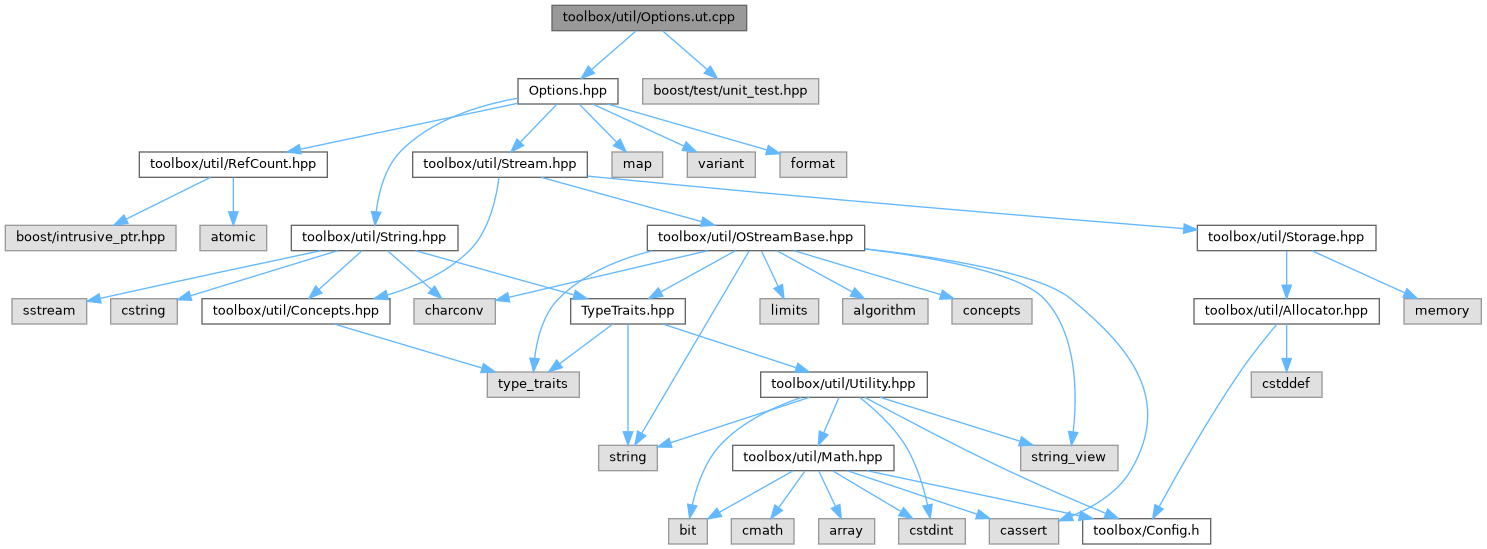 toolbox/util/Options.ut.cpp
Options.hpp
boost/test/unit_test.hpp
toolbox/util/RefCount.hpp
toolbox/util/Stream.hpp
map
variant
format
boost/intrusive_ptr.hpp
atomic
toolbox/util/String.hpp
toolbox/util/OStreamBase.hpp
toolbox/util/Storage.hpp
sstream
cstring
toolbox/util/Concepts.hpp
charconv
TypeTraits.hpp
limits
algorithm
concepts
toolbox/util/Allocator.hpp
memory
type_traits
toolbox/util/Utility.hpp
cstddef
string
toolbox/util/Math.hpp
string_view
bit
cmath
array
cstdint
cassert
toolbox/Config.h